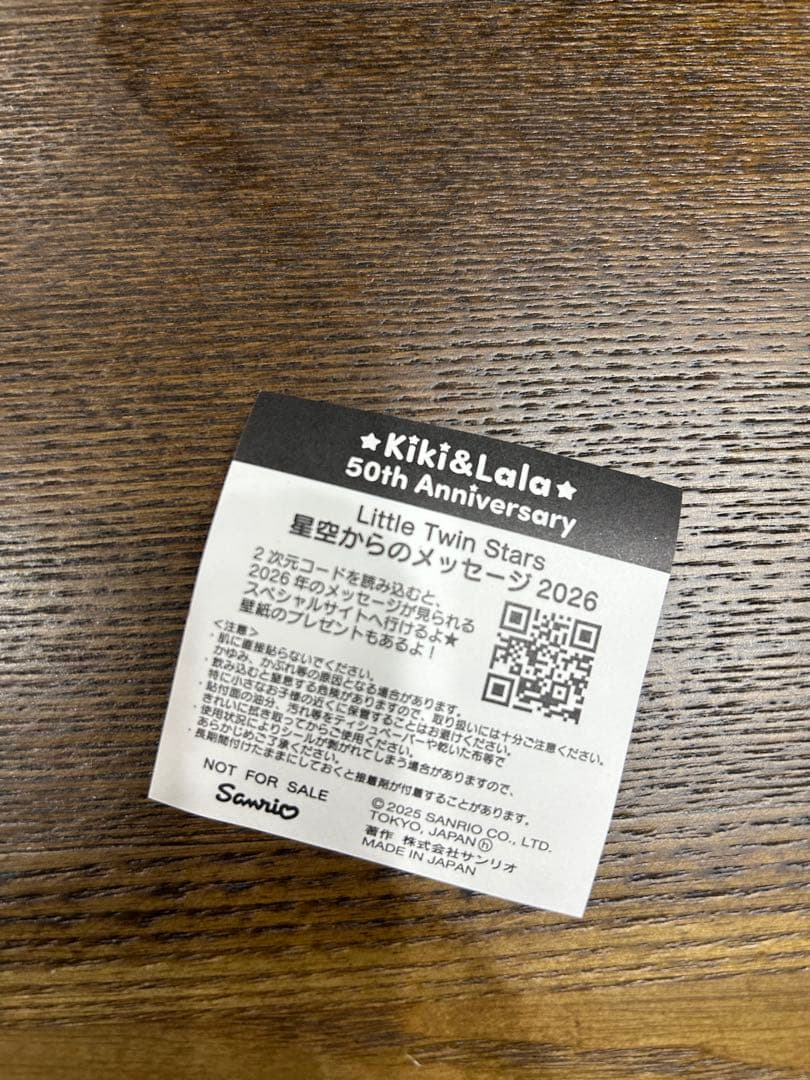 ★Kiki&Lala★
50th Anniversary
Little Twin Stars
星空からのメッセージ 2026
2次元コードを読み込むと、
2026年のメッセージが見られる
スペシャルサイトへ行けるよ★
壁紙のプレゼントもあるよ!
<注意>
・肌に直接貼らないでください。
かゆみ、かぶれ等の原因となる場合があります。
・飲み込むと窒息する危険がありますので、取り扱いには十分ご注意ください。
特に小さなお子様の近くに保管することはお避けください。
・貼付面の油分、汚れ等をティシュペーパーや乾いた布等で
きれいに拭き取ってからご使用ください。
・使用状況によりシールが剥がれてしまう場合がありますので、
あらかじめご了承ください。
・長期間付けたままにしておくと接着剤が付着することがあります。
NOT FOR SALE
Sanrio
© 2025 SANRIO CO., LTD.
TOKYO, JAPAN ⓗ
著作 株式会社サンリオ
MADE IN JAPAN